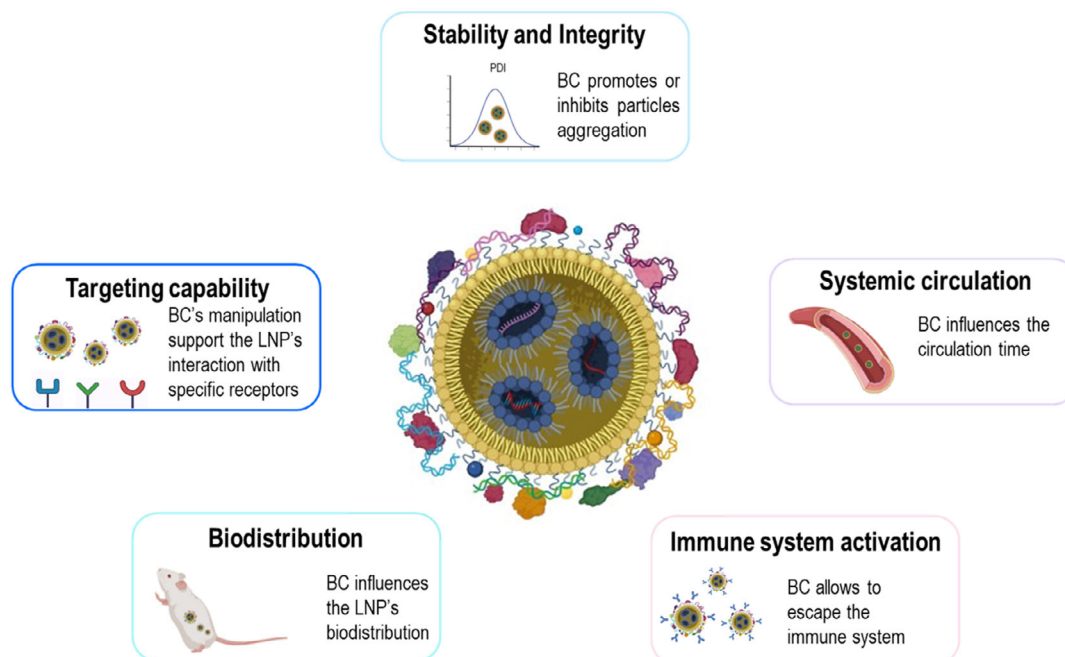 Stability and Integrity
PDI
BC promotes or
inhibits particles
aggregation
Targeting capability
BC's manipulation
support the LNP's
interaction with
specific receptors
Systemic circulation
BC influences the
circulation time
Biodistribution
BC influences
the LNP's
biodistribution
Immune system activation
BC allows to
escape the
immune system